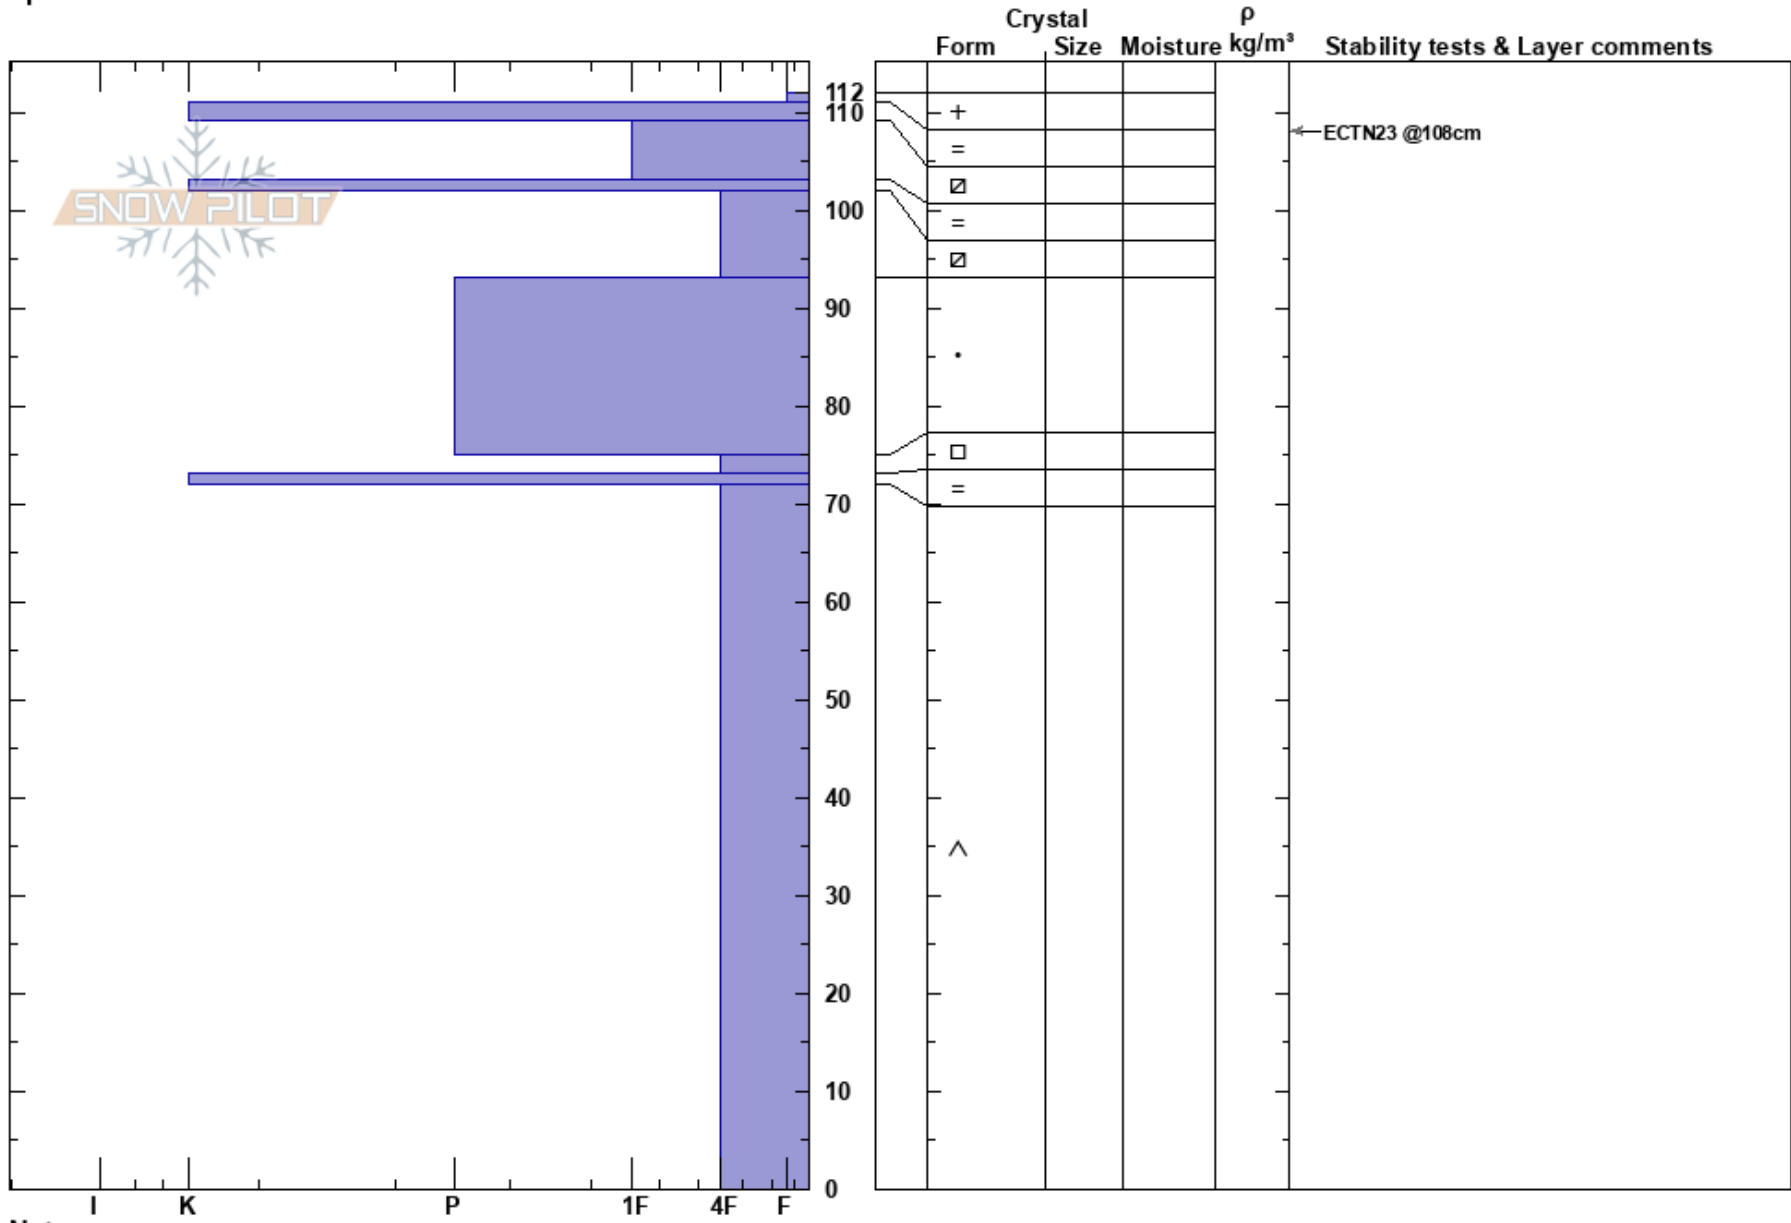 Crystal
ρ
Form Size Moisture kg/m³ Stability tests & Layer comments
112
110
ECTN23 @108cm
SNOW PILOT
100
90
80
70
60
50
40
30
20
10
0
I K P 1F 4F F